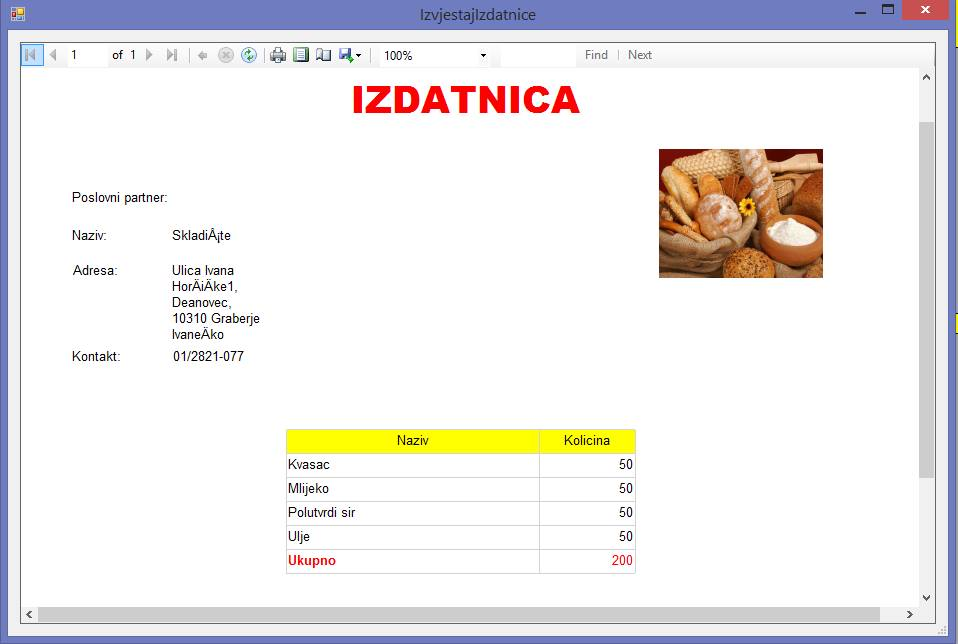 IzvjestajIzdatnice
1 of 1 100% Find Next
IZDATNICA
Poslovni partner:
Naziv: SkladiÅ¡te
Adresa: Ulica Ivana
HorÄiÄke1,
Deanovec,
10310 Graberje
IvaneÄko
Kontakt: 01/2821-077
Naziv Kolicina
Kvasac 50
Mlijeko 50
Polutvrdi sir 50
Ulje 50
Ukupno 200